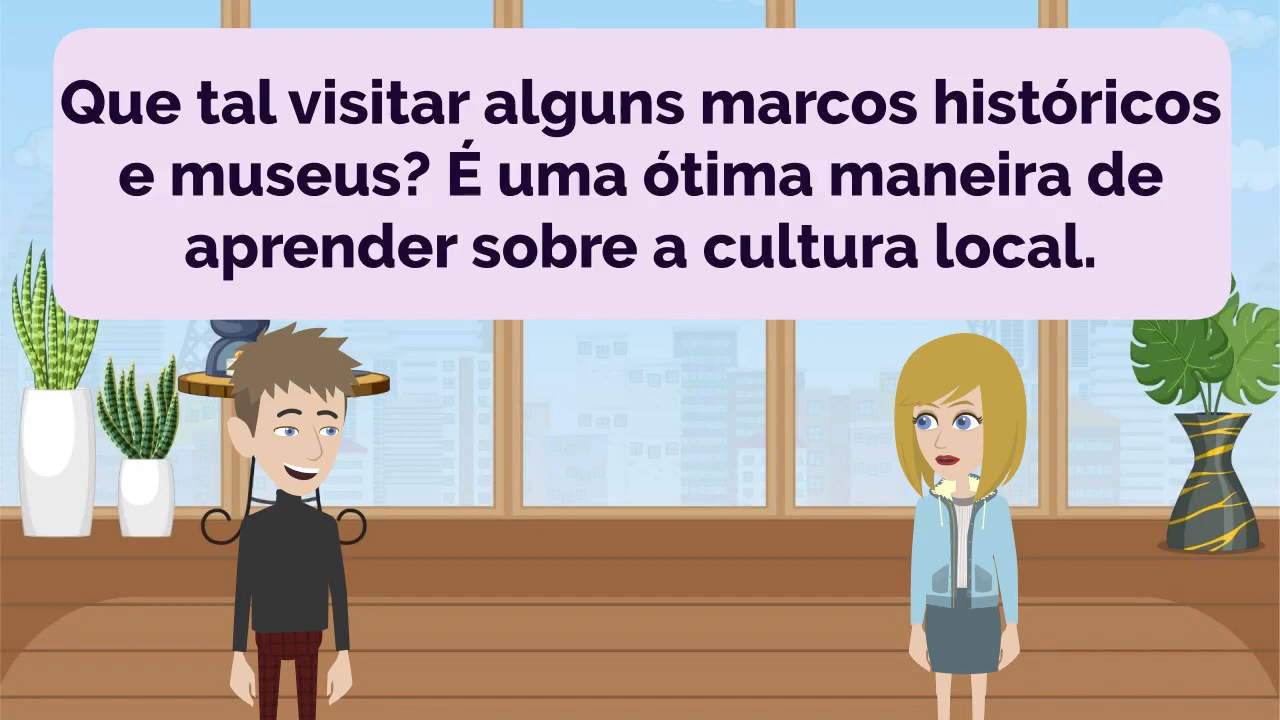 Que tal visitar alguns marcos históricos
e museus? É uma ótima maneira de
aprender sobre a cultura local.